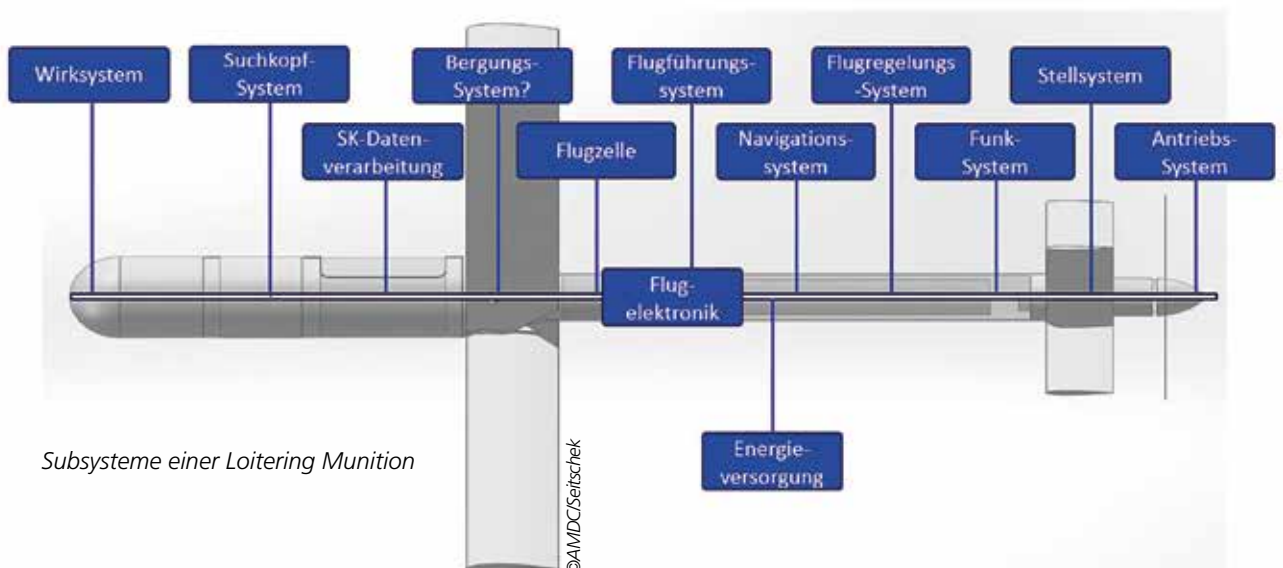 Wirksystem
Suchkopf-
System
SK-Daten-
verarbeitung
Bergungs-
System?
Flugzelle
Flugführungs-
system
Navigations-
system
Flugregelungs
-System
Funk-
System
Stellsystem
Antriebs-
System
Flug-
elektronik
Energie-
versorgung
Subsysteme einer Loitering Munition
©AMDC/Seitschek